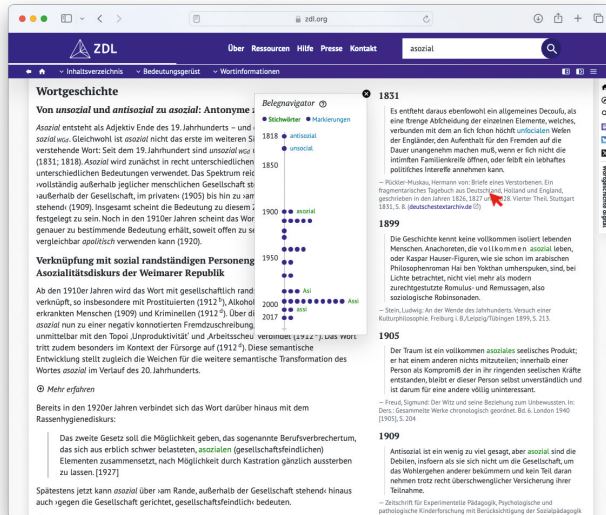 zdl.org
ZDL
Über Ressourcen Hilfe Presse Kontakt
asozial
Inhaltsverzeichnis
Bedeutungsgerüst
Wortinformationen
Wortgeschichte
Von unsozial und antisozial zu asozial: Antonyme z
Asozial entsteht als Adjektiv Ende des 19. Jahrhunderts – und
sozial WGd. Gleichwohl ist asozial nicht das erste im weiteren Si
verstehende Wort: Seit dem 19. Jahrhundert sind unsozial WGd u
(1831; 1818). Asozial wird zunächst in recht unterschiedlichen
unterschiedlichen Bedeutungen verwendet. Das Spektrum reic
›vollständig außerhalb jeglicher menschlichen Gesellschaft st
›außerhalb der Gesellschaft, im privaten‹ (1905) bis hin zu ›an
stehend‹ (1909). Insgesamt scheint die Bedeutung zu diesem Z
festgelegt zu sein. Noch in den 1910er Jahren scheint das Wor
genauer zu bestimmende Bedeutung erhält, soweit offen zu se
vergleichbar apolitisch verwenden kann (1920).
Verknüpfung mit sozial randständigen Personeng
Asozialitätsdiskurs der Weimarer Republik
Ab den 1910er Jahren wird das Wort mit gesellschaftlich rand
verknüpft, so insbesondere mit Prostituierten (1912 b), Alkohol
erkrankten Menschen (1909) und Kriminellen (1912 d). Über di
asozial nun zu einer negativ konnotierten Fremdzuschreibung,
unmittelbar mit den Topoi ‚Unproduktivität' und ‚Arbeitsscheu' verbindet (1912 c). Das Wort
tritt zudem besonders im Kontext der Fürsorge auf (1912 d). Diese semantische
Entwicklung stellt zugleich die Weichen für die weitere semantische Transformation des
Wortes asozial im Verlauf des 20. Jahrhunderts.
Mehr erfahren
Bereits in den 1920er Jahren verbindet sich das Wort darüber hinaus mit dem
Rassenhygienediskurs:
Das zweite Gesetz soll die Möglichkeit geben, das sogenannte Berufsverbrechertum,
das sich aus erblich schwer belasteten, asozialen (gesellschaftsfeindlichen)
Elementen zusammensetzt, nach Möglichkeit durch Kastration gänzlich aussterben
zu lassen. [1927]
Spätestens jetzt kann asozial über ›am Rande, außerhalb der Gesellschaft stehend‹ hinaus
auch ›gegen die Gesellschaft gerichtet, gesellschaftsfeindlich‹ bedeuten.
Belegnavigator
Stichwörter
Markierungen
1818
antisozial
unsocial
1850
1900
asozial
1950
Asi
2000
Assi
2017
1831
Es entſteht daraus ebenſowohl ein allgemeines Decoufu, als
eine ſtrenge Abſcheidung der einzelnen Elemente, welches,
verbunden mit dem an ſich ſchon höchſt unſocialen Weſen
der Engländer, den Aufenthalt für den Fremden auf die
Dauer unangenehm machen muß, wenn er ſich nicht die
intimſten Familienkreiſe öffnen, oder ſelbſt ein lebhaftes
politiſches Intereſſe annehmen kann.
— Pückler-Muskau, Hermann von: Briefe eines Verstorbenen. Ein
fragmentarisches Tagebuch aus Deutschland, Holland und England,
geschrieben in den Jahren 1826, 1827 und 1828. Vierter Theil. Stuttgart
1831, S. 8. (deutschestextarchiv.de)
1899
Die Geschichte kennt keine vollkommen isoliert lebenden
Menschen. Anachoreten, die vollkommen asozial leben,
oder Kaspar Hauser-Figuren, wie sie schon im arabischen
Philosophenroman Hai ben Yokthan umherspuken, sind, bei
Lichte betrachtet, nicht viel mehr als modern
zurechtgestutzte Romulus- und Remussagen, also
soziologische Robinsonaden.
— Stein, Ludwig: An der Wende des Jahrhunderts. Versuch einer
Kulturphilosophie. Freiburg i. B./Leipzig/Tübingen 1899, S. 213.
1905
Der Traum ist ein vollkommen asoziales seelisches Produkt;
er hat einem anderen nichts mitzuteilen; innerhalb einer
Person als Kompromiß der in ihr ringenden seelischen Kräfte
entstanden, bleibt er dieser Person selbst unverständlich und
ist darum für eine andere völlig uninteressant.
— Freud, Sigmund: Der Witz und seine Beziehung zum Unbewussten. In:
Ders.: Gesammelte Werke chronologisch geordnet. Bd. 6. London 1940
[1905], S. 204
1909
Antisozial ist ein wenig zu viel gesagt, aber asozial sind die
Debilen, insofern als sie sich nicht um die Gesellschaft, um
das Wohlergehen anderer bekümmern und kein Teil daran
nehmen trotz recht überschwenglicher Versicherung ihrer
Teilnahme.
— Zeitschrift für Experimentelle Pädagogik, Psychologische und
pathologische Kinderforschung mit Berücksichtigung der Sozialpädagogik
Wortgeschichte digital